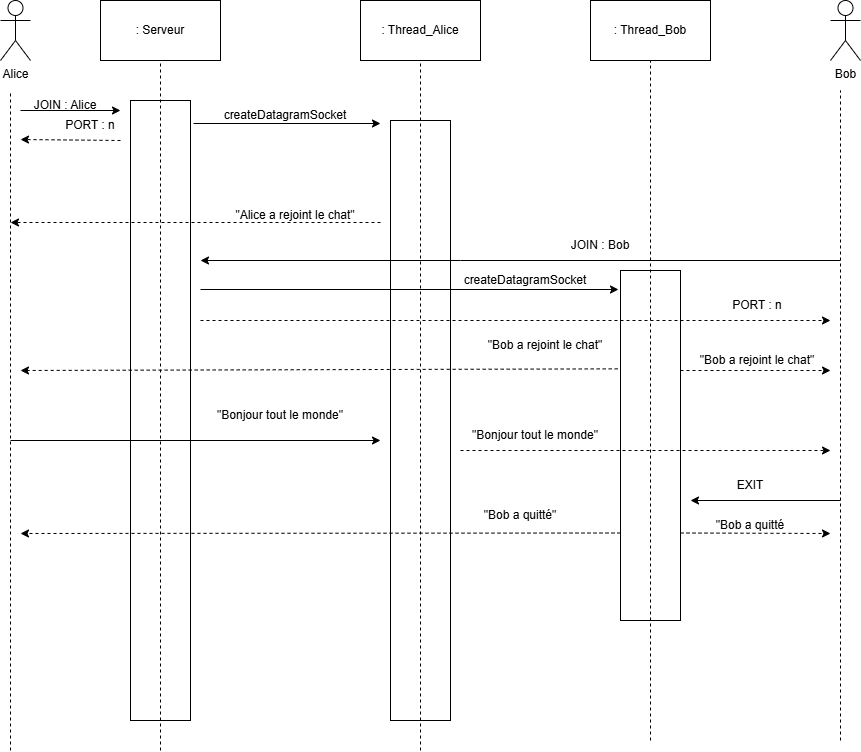 : Serveur
: Thread_Alice
: Thread_Bob
Alice
Bob
JOIN : Alice
createDatagramSocket
PORT : n
"Alice a rejoint le chat"
JOIN : Bob
createDatagramSocket
PORT : n
"Bob a rejoint le chat"
"Bob a rejoint le chat"
"Bonjour tout le monde"
"Bonjour tout le monde"
EXIT
"Bob a quitté"
"Bob a quitté